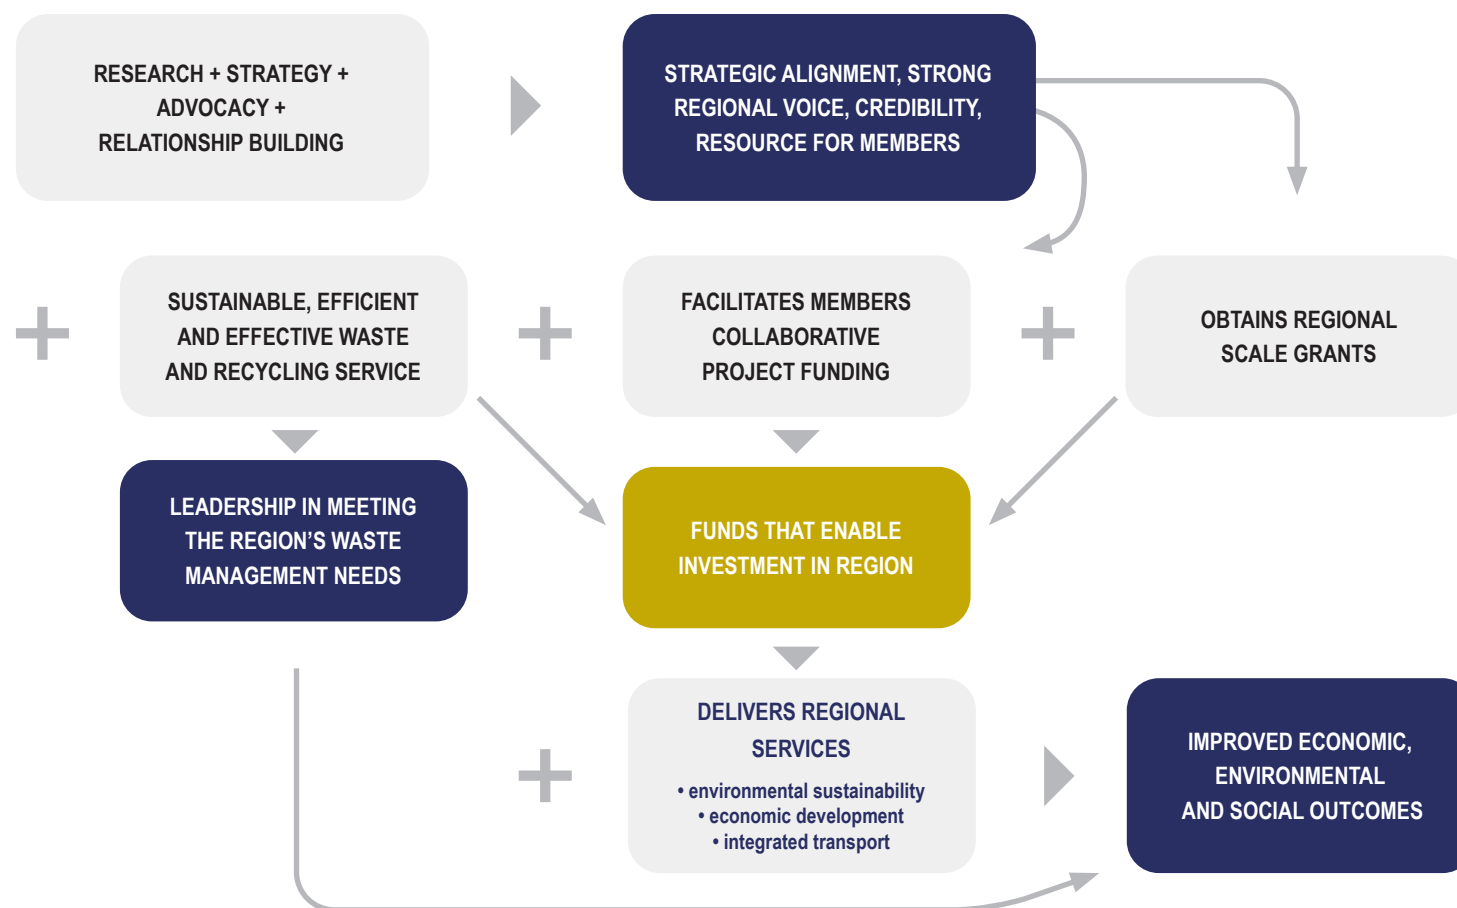 RESEARCH + STRATEGY +
ADVOCACY +
RELATIONSHIP BUILDING
STRATEGIC ALIGNMENT, STRONG
REGIONAL VOICE, CREDIBILITY,
RESOURCE FOR MEMBERS
SUSTAINABLE, EFFICIENT
AND EFFECTIVE WASTE
AND RECYCLING SERVICE
FACILITATES MEMBERS
COLLABORATIVE
PROJECT FUNDING
OBTAINS REGIONAL
SCALE GRANTS
LEADERSHIP IN MEETING
THE REGION’S WASTE
MANAGEMENT NEEDS
FUNDS THAT ENABLE
INVESTMENT IN REGION
DELIVERS REGIONAL
SERVICES
• environmental sustainability
• economic development
• integrated transport
IMPROVED ECONOMIC,
ENVIRONMENTAL
AND SOCIAL OUTCOMES